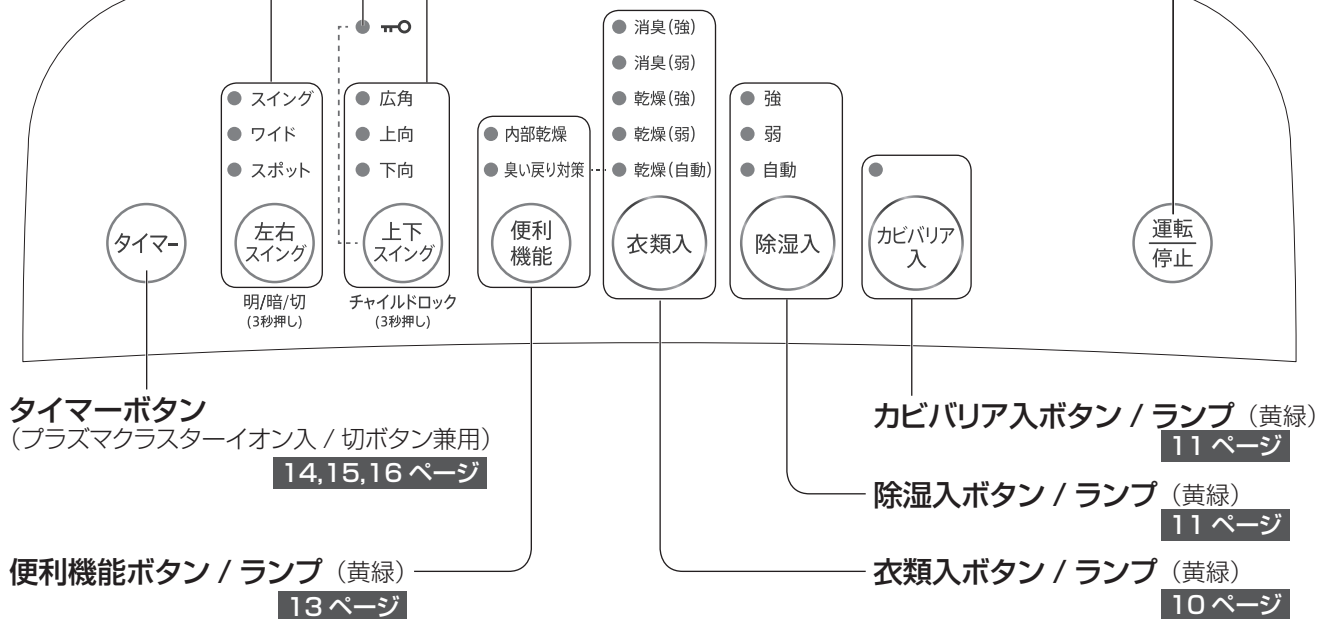 消臭(強)
消臭(弱)
乾燥(強)
乾燥(弱)
乾燥(自動)
スイング
ワイド
スポット
広角
上向
下向
内部乾燥
臭い戻り対策
強
弱
自動
タイマー
左右
スイング
上下
スイング
便利
機能
衣類入
除湿入
カビバリア
入
運転
停止
明/暗/切
(3秒押し)
チャイルドロック
(3秒押し)
タイマーボタン
(プラズマクラスターイオン入 / 切ボタン兼用)
14,15,16 ページ
便利機能ボタン / ランプ (黄緑)
13 ページ
カビバリア入ボタン / ランプ (黄緑)
11 ページ
除湿入ボタン / ランプ (黄緑)
11 ページ
衣類入ボタン / ランプ (黄緑)
10 ページ